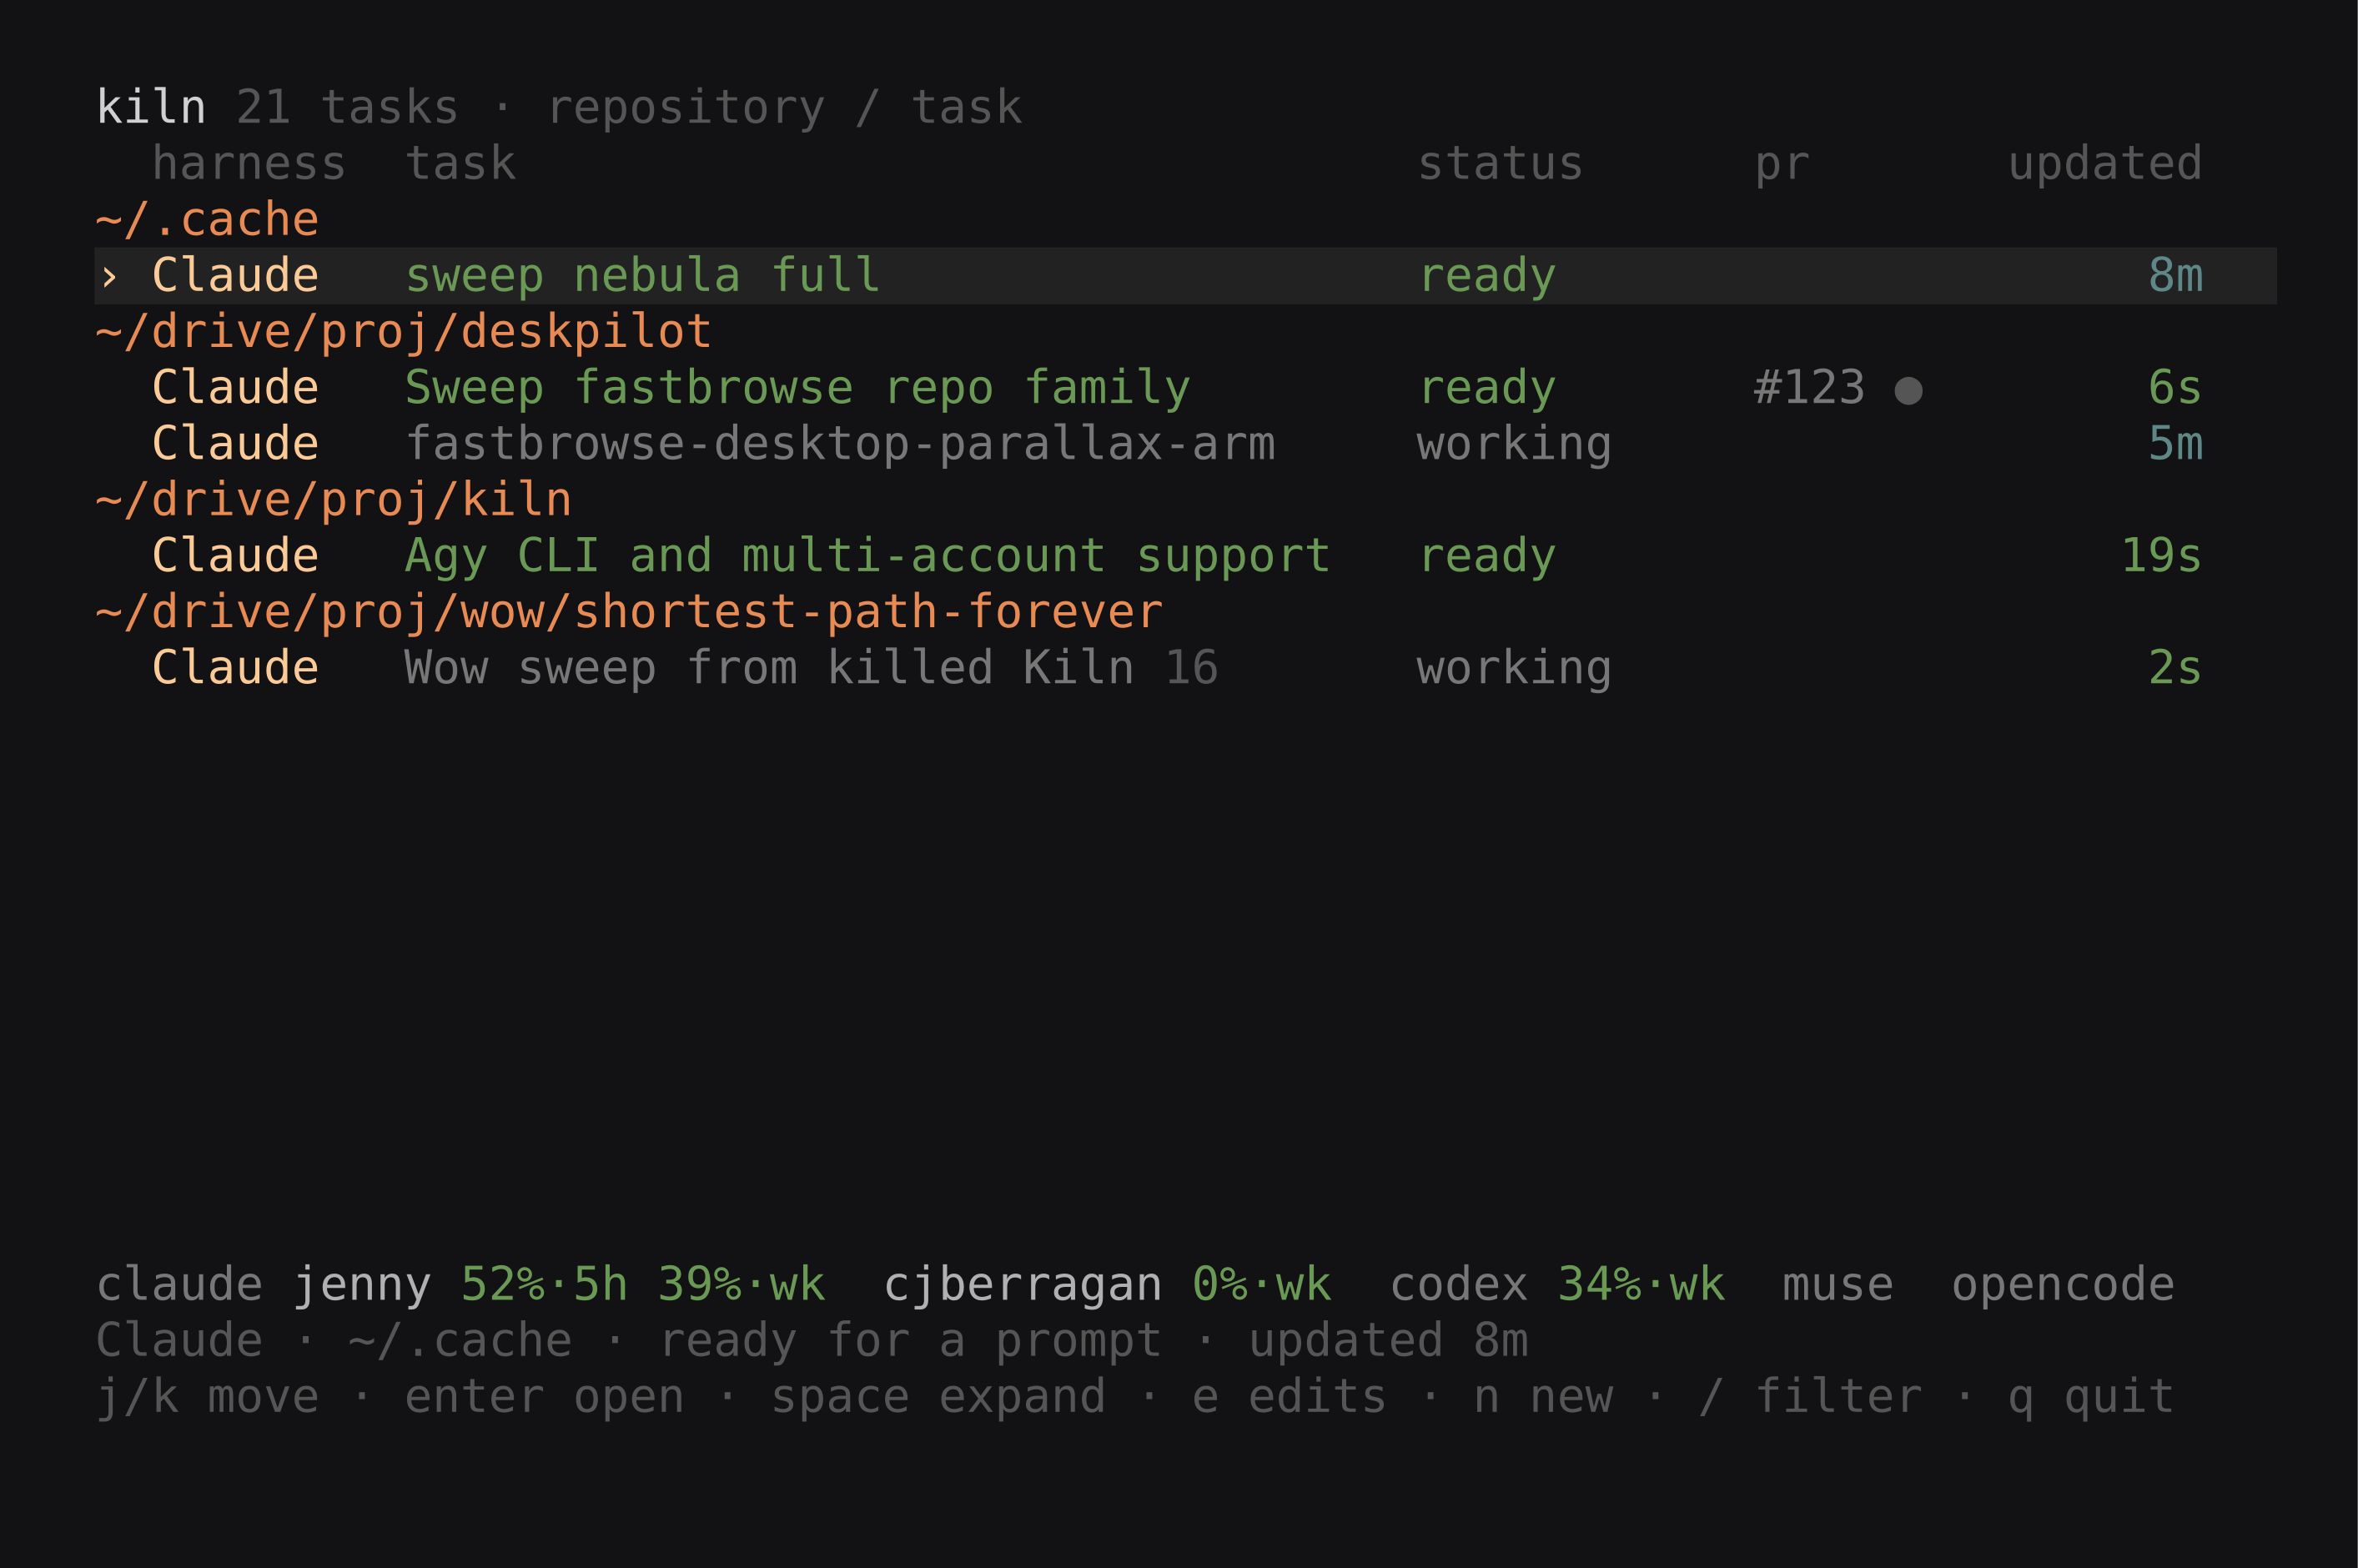 kiln 21 tasks · repository / task
harness task status pr updated
~/.cache
› Claude sweep nebula full ready 8m
~/drive/proj/deskpilot
Claude Sweep fastbrowse repo family ready #123 ● 6s
Claude fastbrowse-desktop-parallax-arm working 5m
~/drive/proj/kiln
Claude Agy CLI and multi-account support ready 19s
~/drive/proj/wow/shortest-path-forever
Claude Wow sweep from killed Kiln 16 working 2s
claude jenny 52%·5h 39%·wk cjberragan 0%·wk codex 34%·wk muse opencode
Claude · ~/.cache · ready for a prompt · updated 8m
j/k move · enter open · space expand · e edits · n new · / filter · q quit